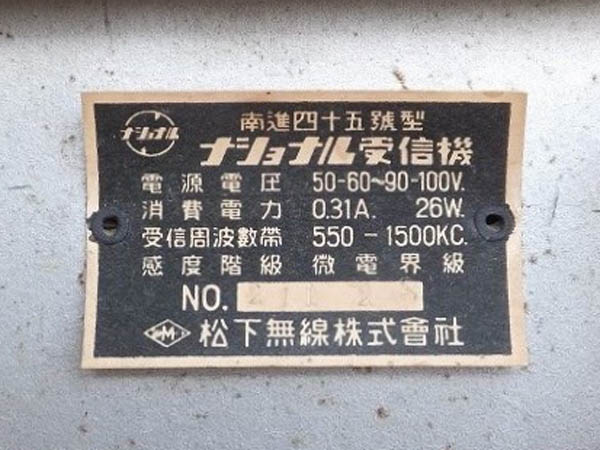 ナショナル
南進四十五號型
ナショナル受信機
電源電圧 50-60~90-100V.
消費電力 0.31A. 26W.
受信周波數帶 550-1500KC.
感度階級 微電界級
NO.
M
松下無線株式會社